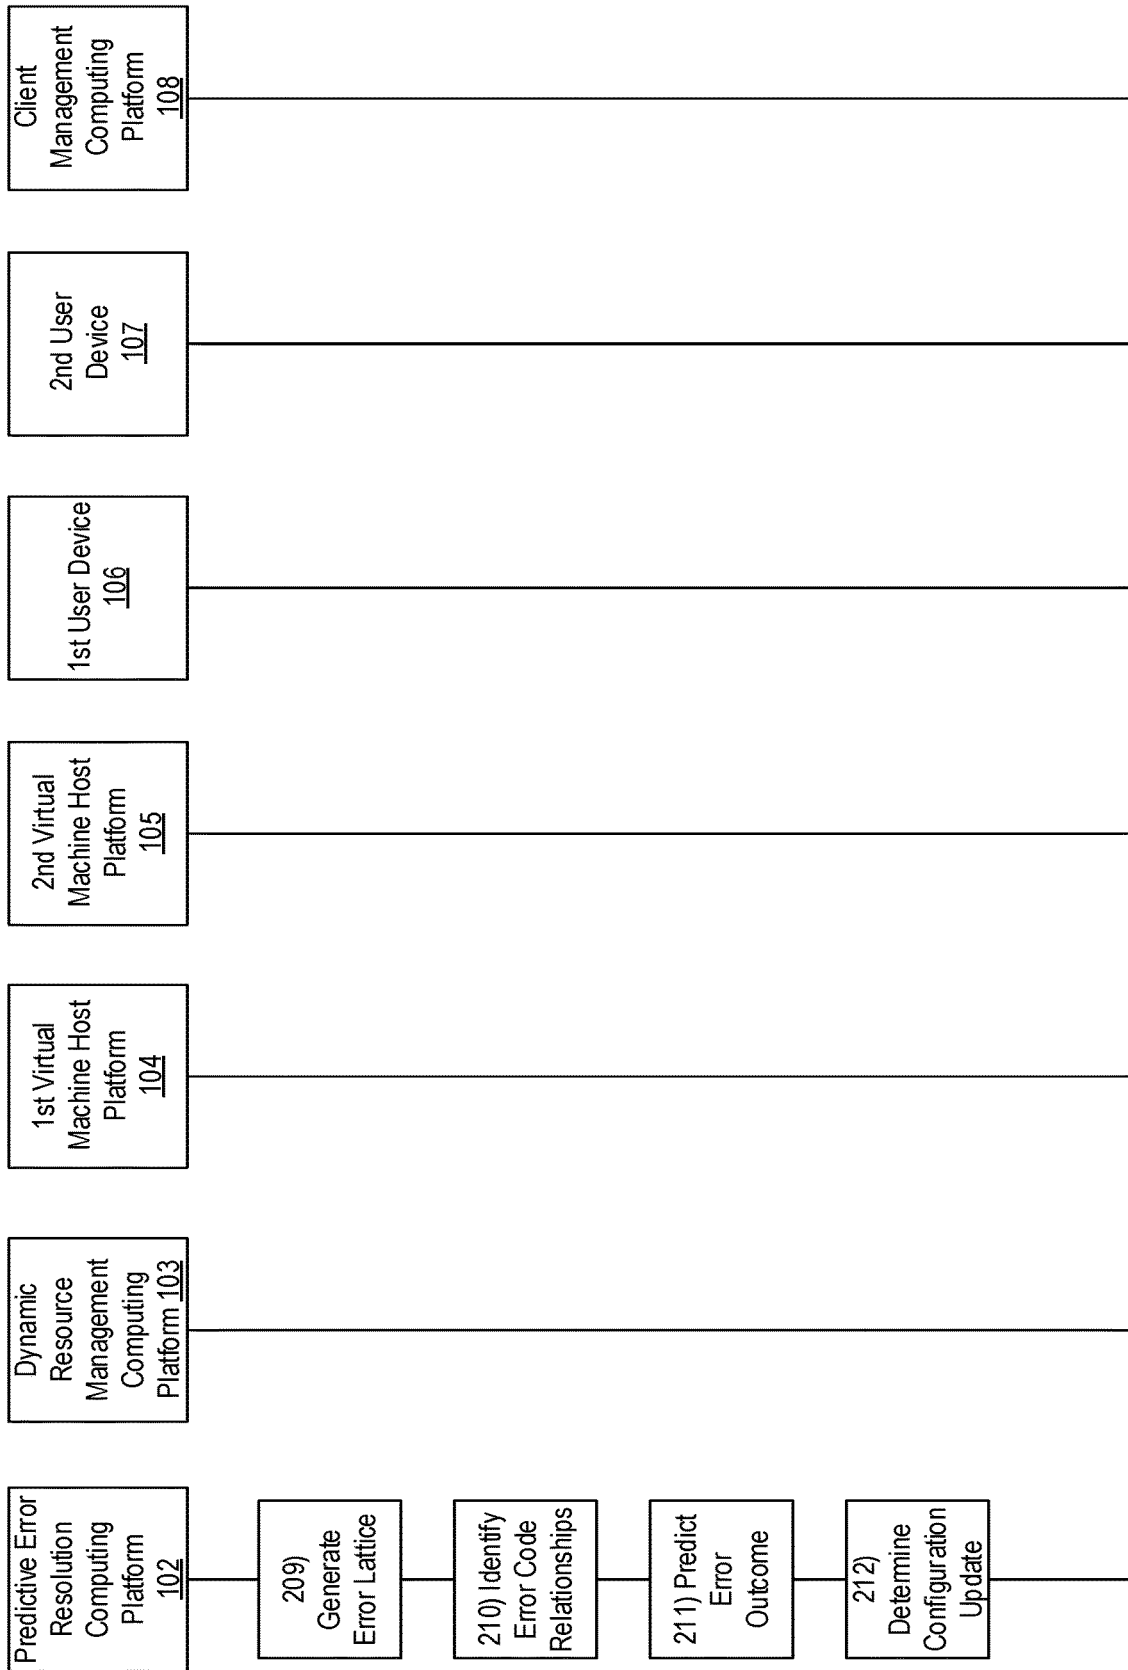 Predictive Error
Resolution
Computing
Platform
102
Dynamic
Resource
Management
Computing
Platform 103
1st Virtual
Machine Host
Platform
104
2nd Virtual
Machine Host
Platform
105
1st User Device
106
2nd User
Device
107
Client
Management
Computing
Platform
108
209)
Generate
Error Lattice
210) Identify
Error Code
Relationships
211) Predict
Error
Outcome
212)
Determine
Configuration
Update